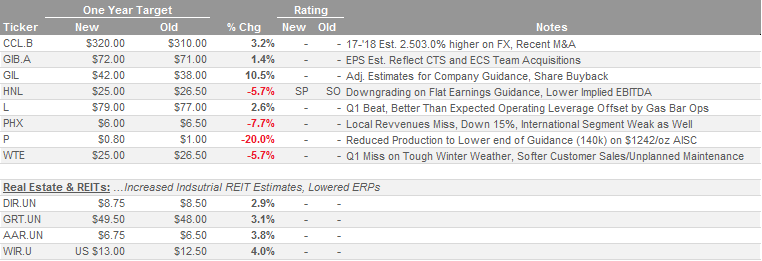 One Year Target Rating
Ticker New Old % Chg New Old Notes
CCL.B $320.00 $310.00 3.2% - - 17-'18 Est. 2.503.0% higher on FX, Recent M&A
GIB.A $72.00 $71.00 1.4% - - EPS Est. Reflect CTS and ECS Team Acquisitions
GIL $42.00 $38.00 10.5% - - Adj. Estimates for Company Guidance, Share Buyback
HNL $25.00 $26.50 -5.7% SP SO Downgrading on Flat Earnings Guidance, Lower Implied EBITDA
L $79.00 $77.00 2.6% - - Q1 Beat, Better Than Expected Operating Leverage Offset by Gas Bar Ops
PHX $6.00 $6.50 -7.7% - - Local Revvenues Miss, Down 15%, International Segment Weak as Well
P $0.80 $1.00 -20.0% - - Reduced Production to Lower end of Guidance (140k) on $1242/oz AISC
WTE $25.00 $26.50 -5.7% - - Q1 Miss on Tough Winter Weather, Softer Customer Sales/Unplanned Maintenance
Real Estate & REITs: ...Increased Indsutrial REIT Estimates, Lowered ERPs
DIR.UN $8.75 $8.50 2.9% - -
GRT.UN $49.50 $48.00 3.1% - -
AAR.UN $6.75 $6.50 3.8% - -
WIR.U US $13.00 $12.50 4.0% - -